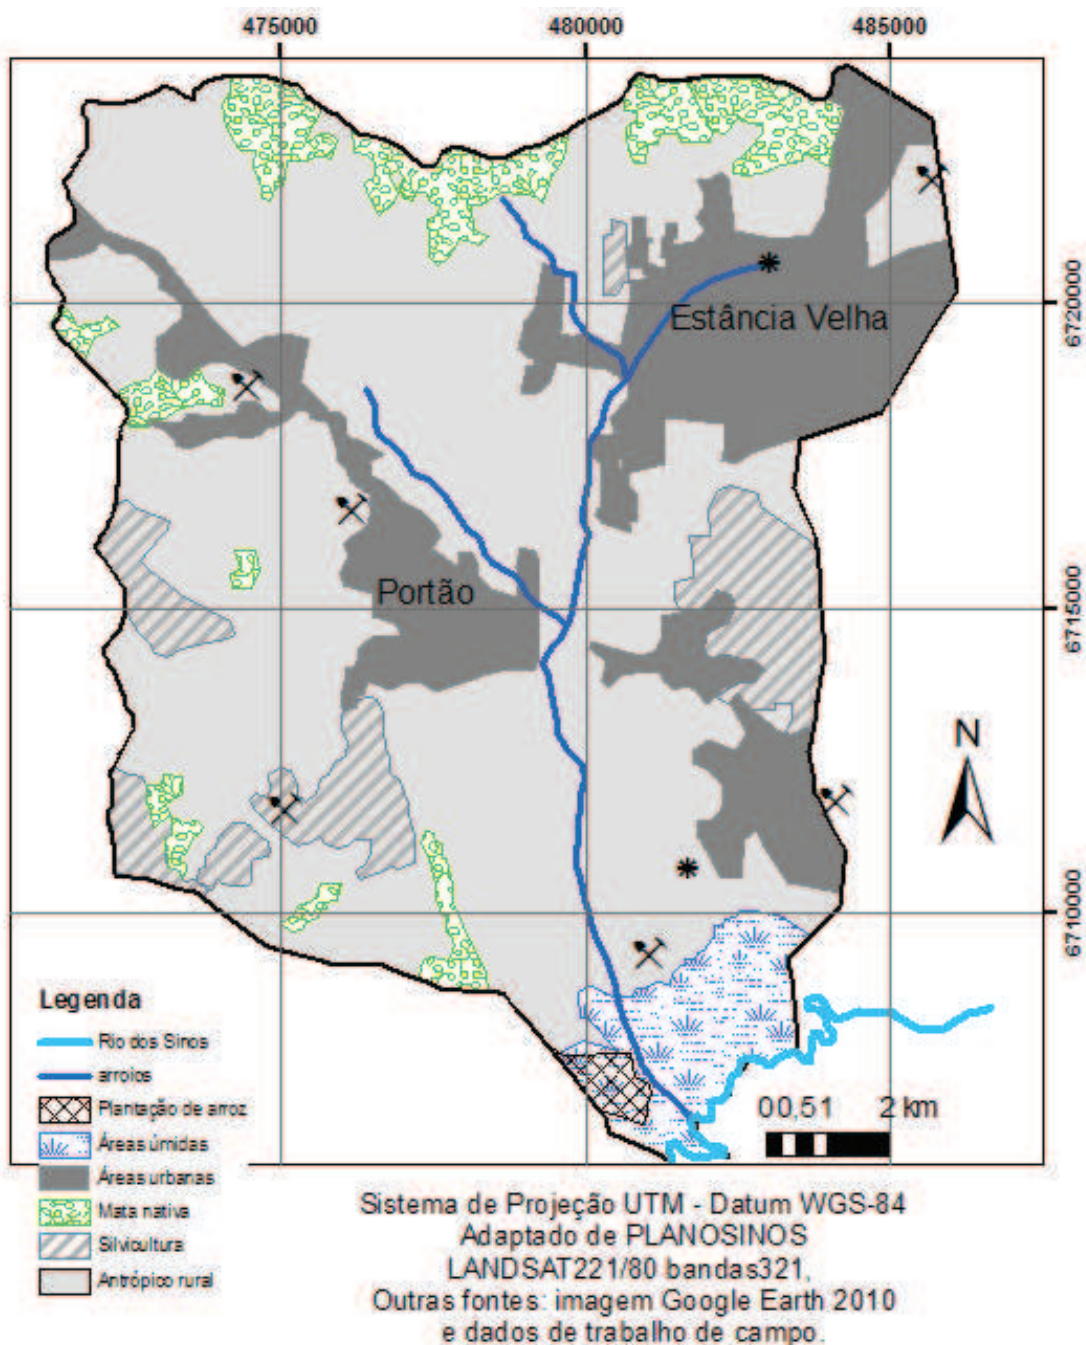 475000 480000 485000
6720000
Estância Velha
Portão
6715000
N
6710000
Legenda
Rio dos Sinos
arroios
Plantação de arroz
Áreas úmidas
Áreas urbanas
Mata nativa
Silvicultura
Antrópico rural
00,51 2 km
Sistema de Projeção UTM - Datum WGS-84
Adaptado de PLANOSINOS
LANDSAT221/80 bandas321,
Outras fontes: imagem Google Earth 2010
e dados de trabalho de campo.